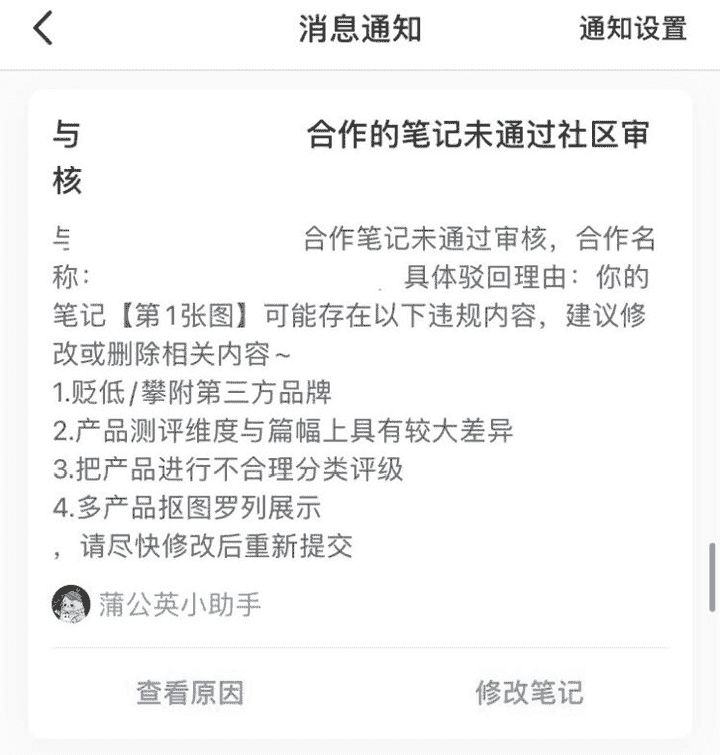 消息通知
通知设置
与 合作的笔记未通过社区审
核
与 合作笔记未通过审核，合作名
称： 具体驳回理由：你的
笔记【第1张图】可能存在以下违规内容，建议修
改或删除相关内容~
1.贬低/攀附第三方品牌
2.产品测评维度与篇幅上具有较大差异
3.把产品进行不合理分类评级
4.多产品抠图罗列展示
，请尽快修改后重新提交
蒲公英小助手
查看原因
修改笔记